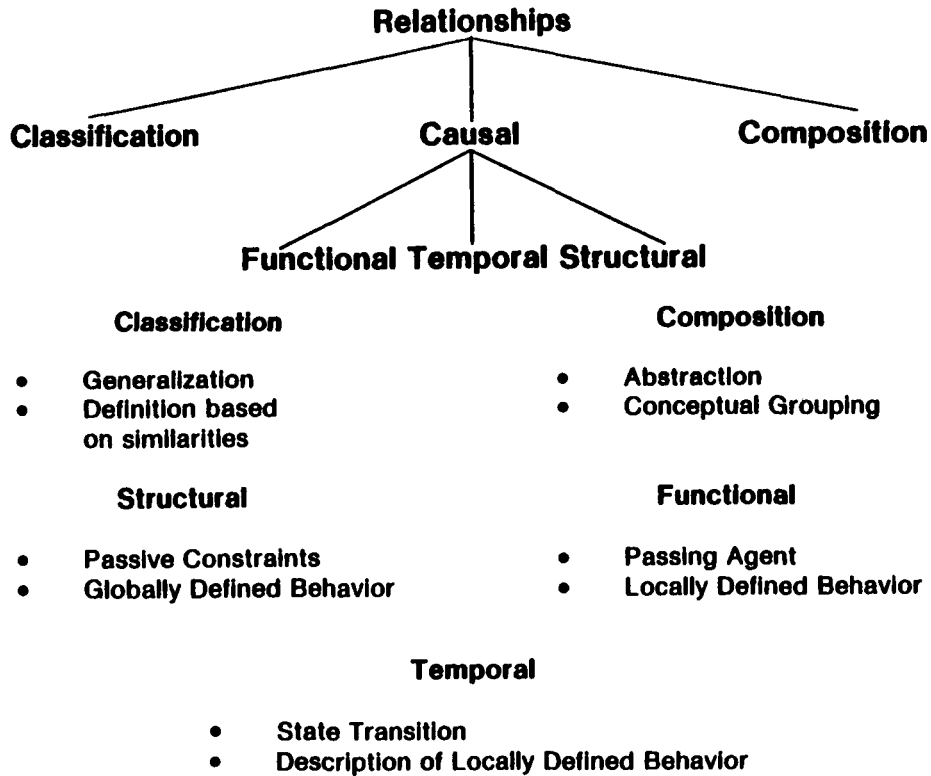 Relationships
Classification Causal Composition
Functional Temporal Structural
Classification
• Generalization
• Definition based
on similarities
Composition
• Abstraction
• Conceptual Grouping
Structural
• Passive Constraints
• Globally Defined Behavior
Functional
• Passing Agent
• Locally Defined Behavior
Temporal
• State Transition
• Description of Locally Defined Behavior